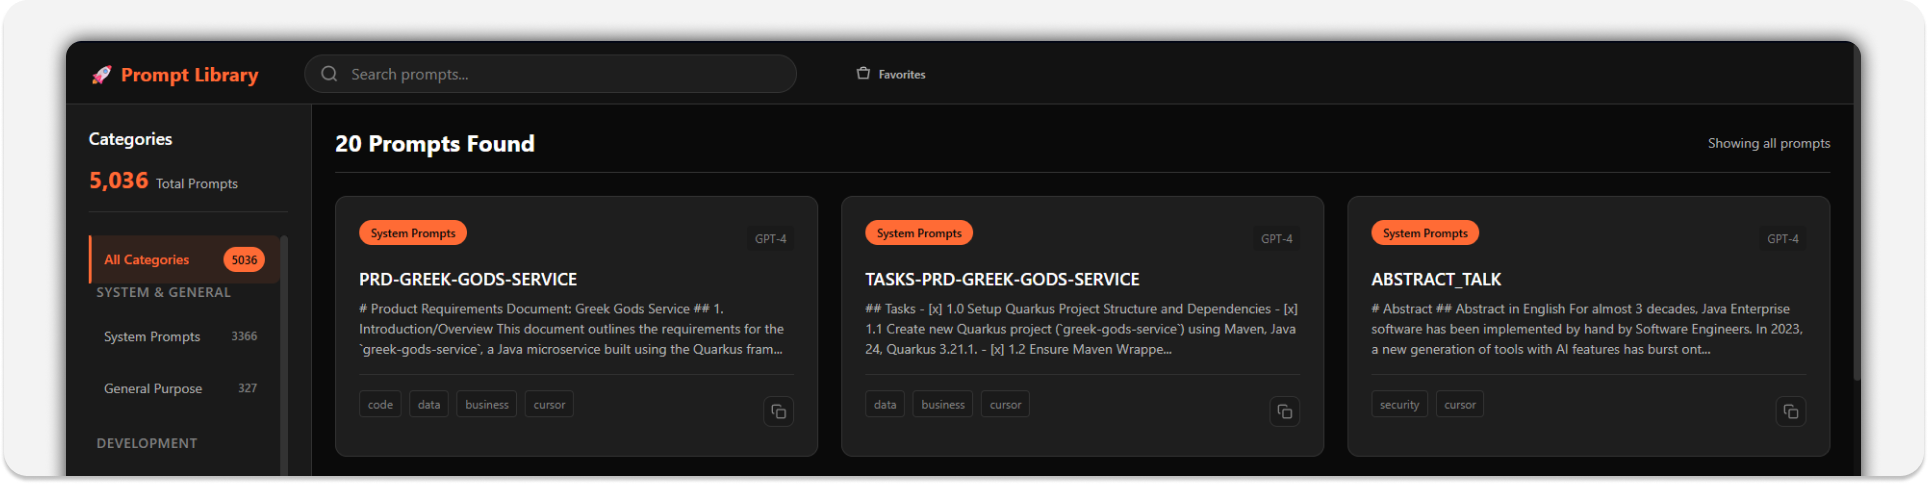 Prompt Library
Search prompts...
Favorites
Categories
5,036 Total Prompts
All Categories 5036
SYSTEM & GENERAL
System Prompts 3366
General Purpose 327
DEVELOPMENT
20 Prompts Found
Showing all prompts
System Prompts
GPT-4
PRD-GREEK-GODS-SERVICE
# Product Requirements Document: Greek Gods Service ## 1.
Introduction/Overview This document outlines the requirements for the
`greek-gods-service`, a Java microservice built using the Quarkus fram...
code data business cursor
System Prompts
GPT-4
TASKS-PRD-GREEK-GODS-SERVICE
## Tasks - [x] 1.0 Setup Quarkus Project Structure and Dependencies - [x]
1.1 Create new Quarkus project (`greek-gods-service`) using Maven, Java
24, Quarkus 3.21.1. - [x] 1.2 Ensure Maven Wrappe...
data business cursor
System Prompts
GPT-4
ABSTRACT_TALK
# Abstract ## Abstract in English For almost 3 decades, Java Enterprise
software has been implemented by hand by Software Engineers. In 2023,
a new generation of tools with AI features has burst ont...
security cursor